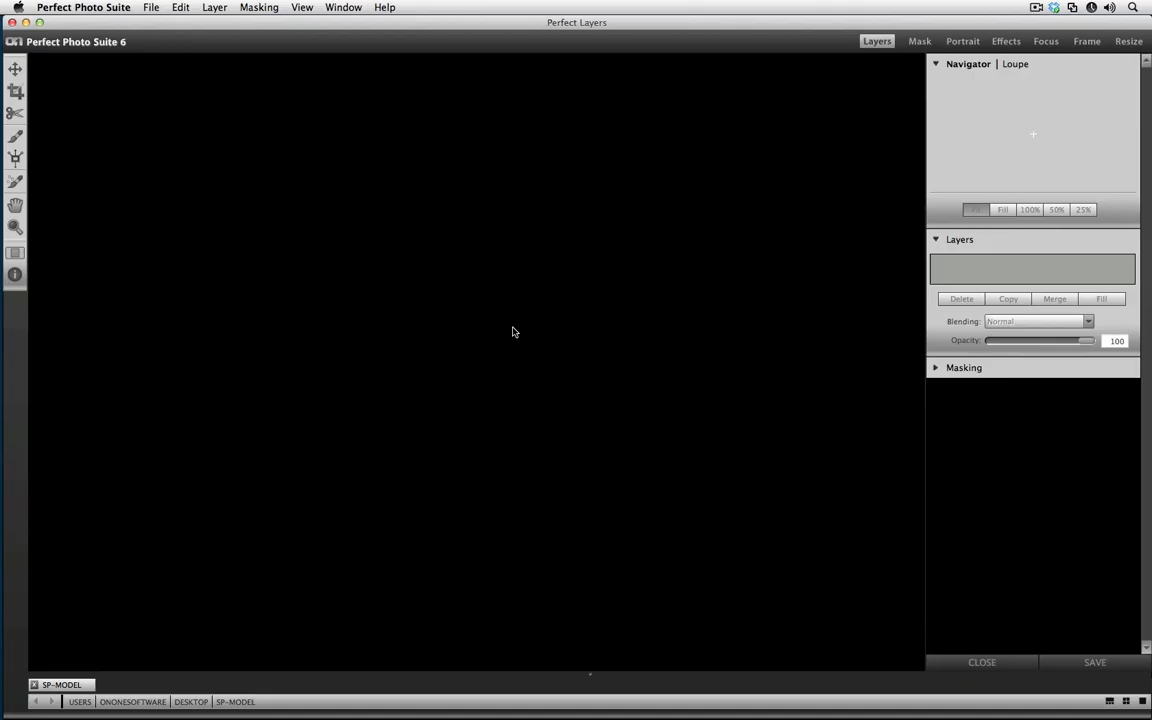 Perfect Photo Suite File Edit Layer Masking View Window Help
Perfect Layers
Perfect Photo Suite 6
Layers Mask Portrait Effects Focus Frame Resize
Navigator | Loupe
Fill 100% 50% 25%
Layers
Delete Copy Merge Fill
Blending: Normal
Opacity: 100
Masking
CLOSE SAVE
SP-MODEL
USERS ONONESOFTWARE DESKTOP SP-MODEL